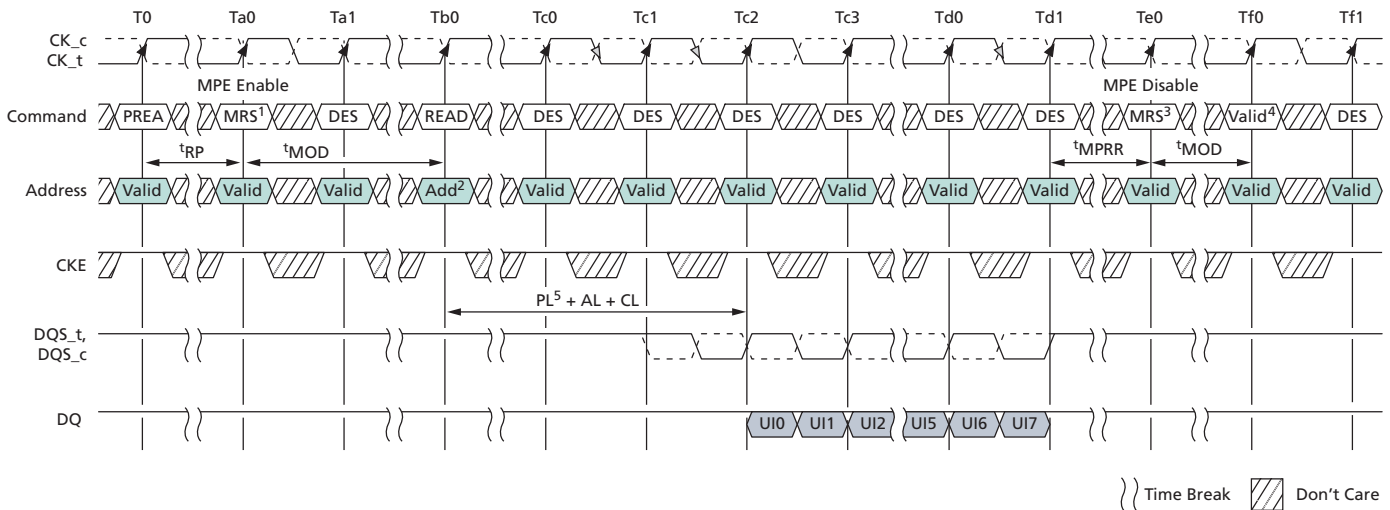 T0 Ta0 Ta1 Tb0 Tc0 Tc1 Tc2 Tc3 Td0 Td1 Te0 Tf0 Tf1
CK_c
CK_t
MPE Enable MPE Disable
Command PREA MRS¹ DES READ DES DES DES DES DES DES MRS³ Valid⁴ DES
tRP tMOD tMPRR tMOD
Address Valid Valid Valid Add² Valid Valid Valid Valid Valid Valid Valid Valid Valid
CKE
PL⁵ + AL + CL
DQS_t,
DQS_c
DQ UI0 UI1 UI2 UI5 UI6 UI7
Time Break Don't Care